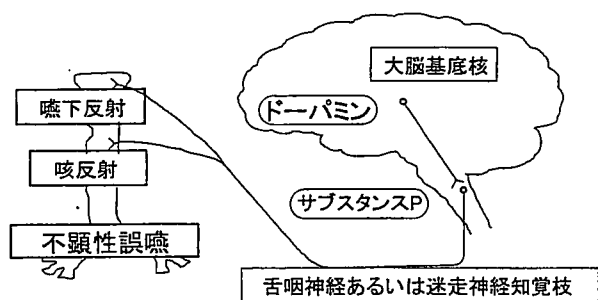 大脳基底核
嚥下反射
ドーパミン
咳反射
サブスタンスP
不顕性誤嚥
舌咽神経あるいは迷走神経知覚枝